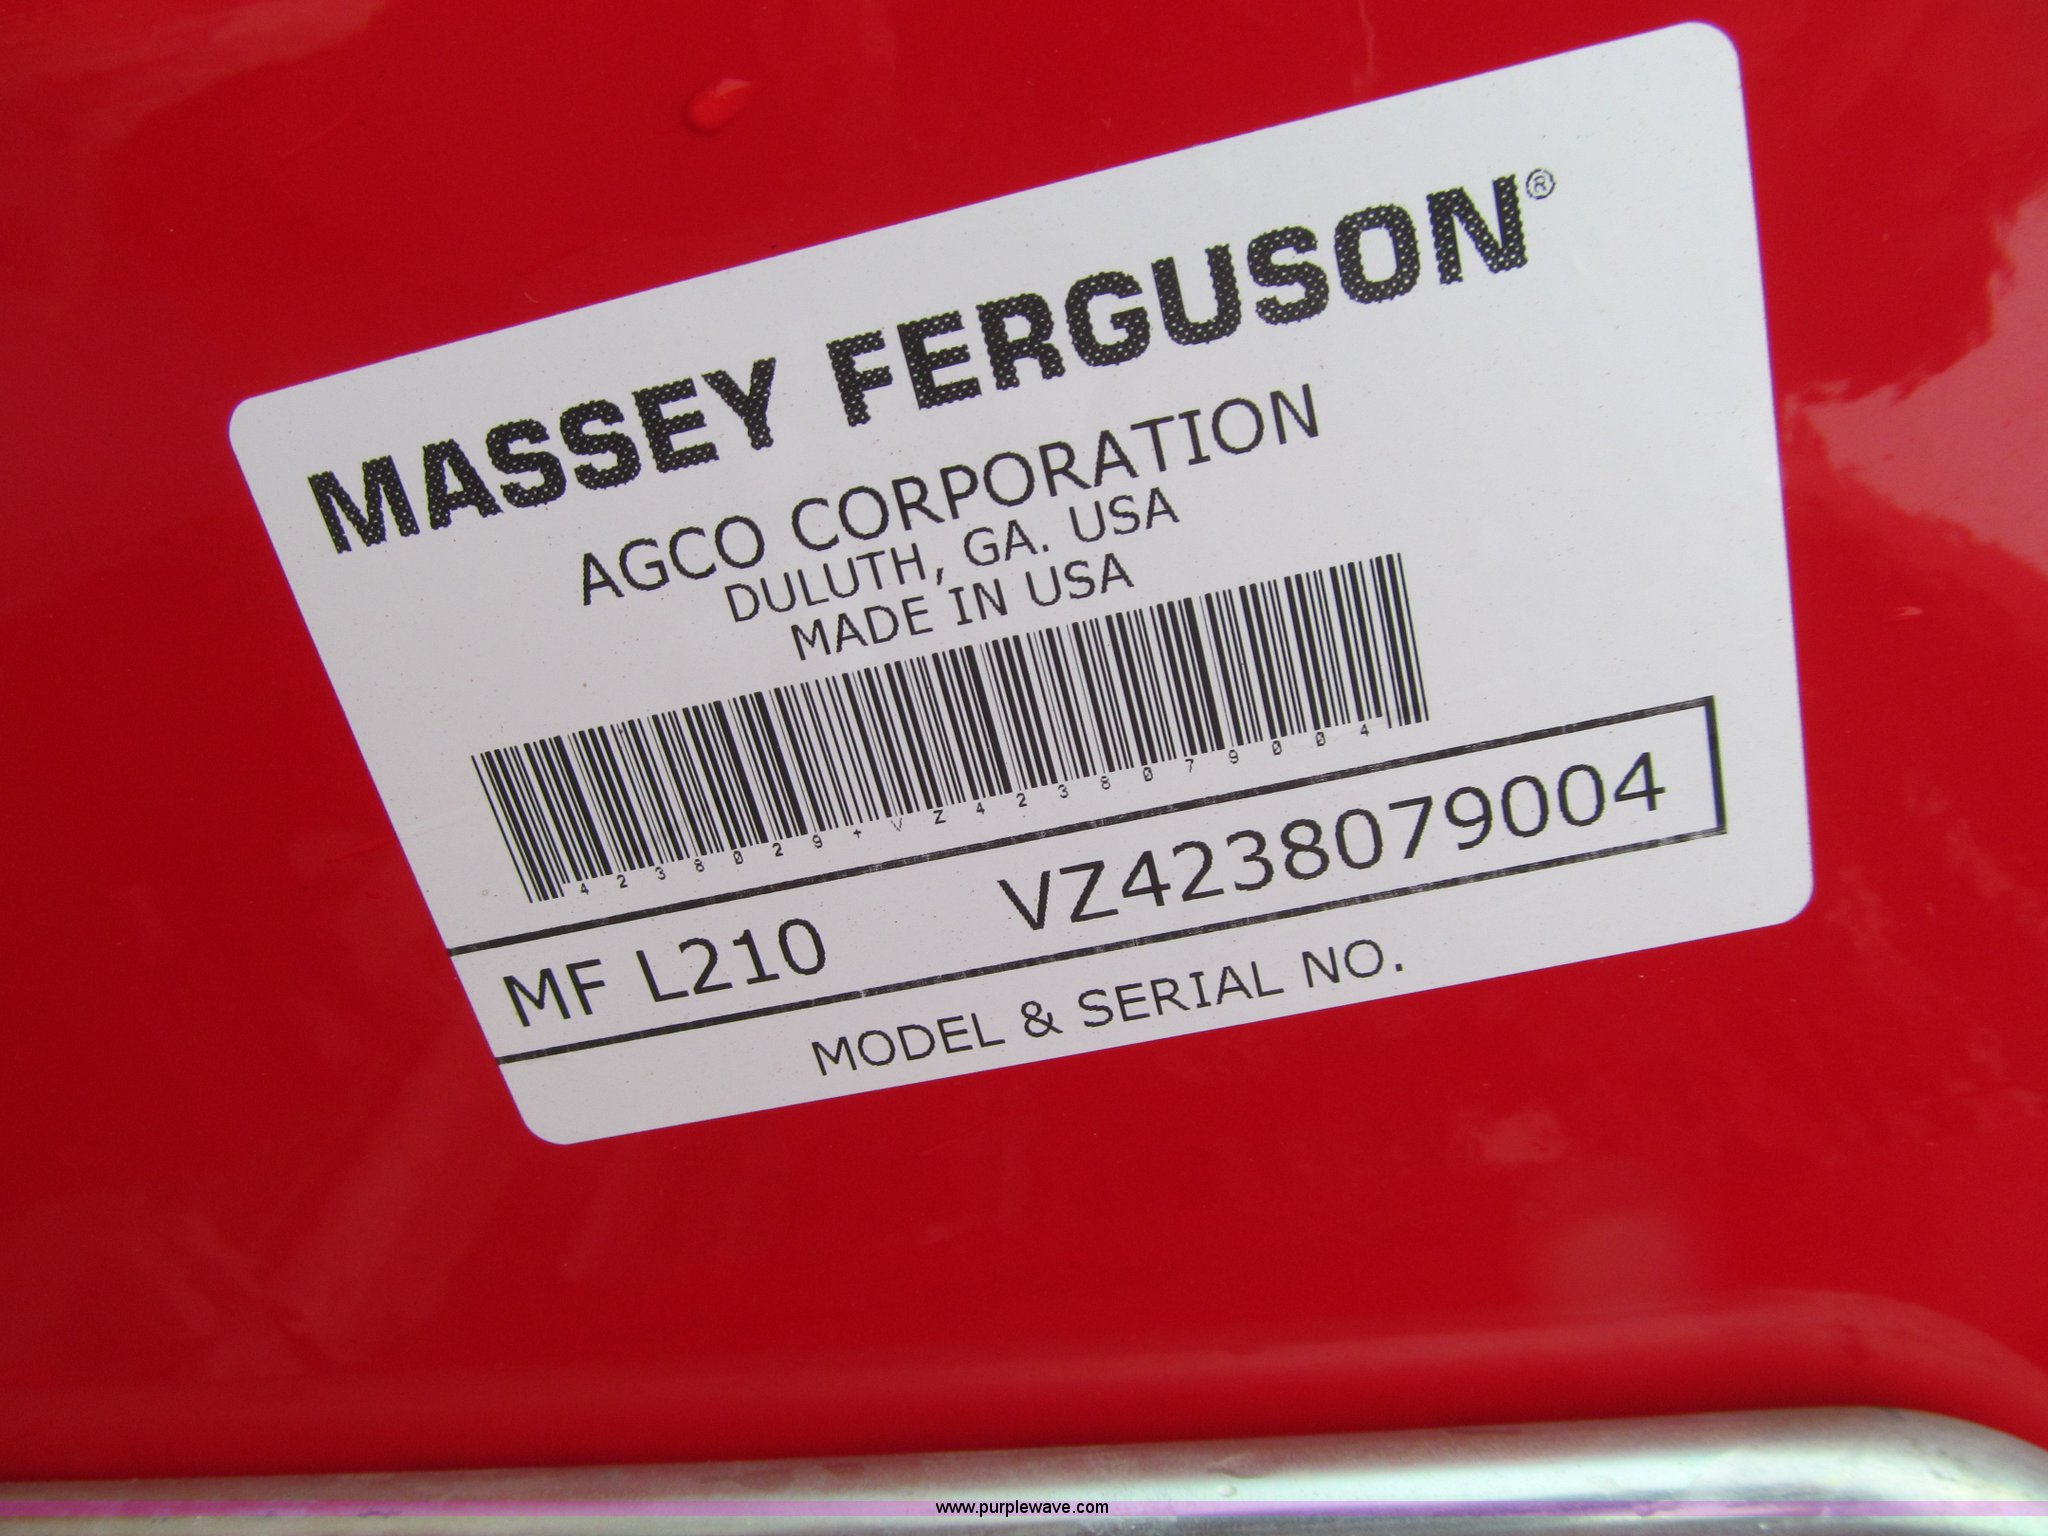 MASSEY FERGUSON®
AGCO CORPORATION
DULUTH, GA. USA
MADE IN USA
4238029+VZ4238079004
MF L210 VZ4238079004
MODEL & SERIAL NO.
www.purplewave.com